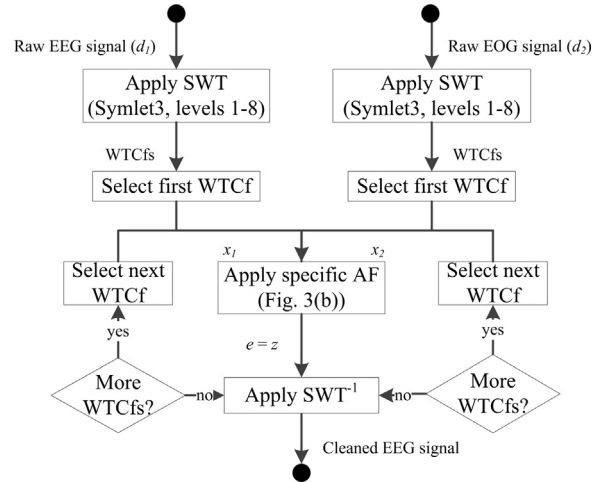 Raw EEG signal (d1)
Raw EOG signal (d2)
Apply SWT
(Symlet3, levels 1-8)
Apply SWT
(Symlet3, levels 1-8)
WTCfs
WTCfs
Select first WTCf
Select first WTCf
x1
x2
Select next
WTCf
Apply specific AF
(Fig. 3(b))
Select next
WTCf
yes
yes
e = z
More
WTCfs?
no
Apply SWT-1
no
More
WTCfs?
Cleaned EEG signal